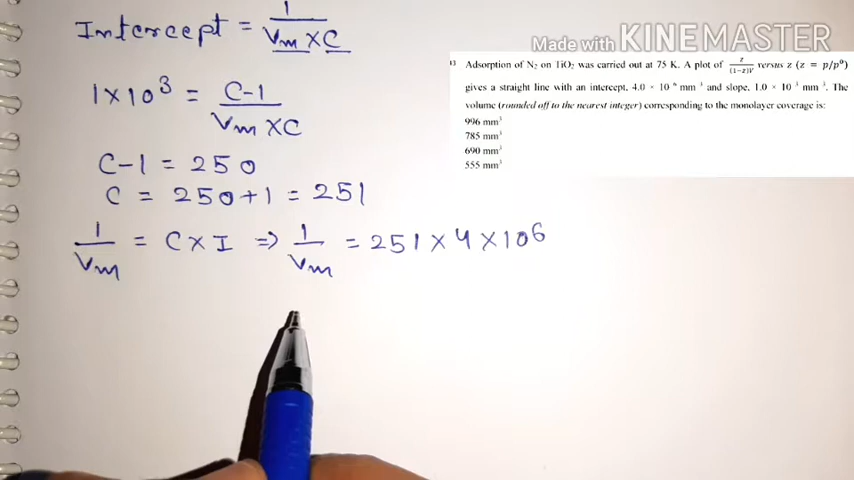 Intercept = 1/(Vm×C)
Made with KINEMASTER
1×10³ = (C-1)/(Vm×C)
C-1 = 250
C = 250+1 = 251
1/Vm = C×I ⇒ 1/Vm = 251×4×10⁶
13 Adsorption of N₂ on TiO₂ was carried out at 75 K. A plot of z/((1−z)V) versus z (z = p/p⁰)
gives a straight line with an intercept, 4.0 × 10 ⁶ mm ³ and slope, 1.0 × 10 ³ mm ³. The
volume (rounded off to the nearest integer) corresponding to the monolayer coverage is:
996 mm³
785 mm³
690 mm³
555 mm³